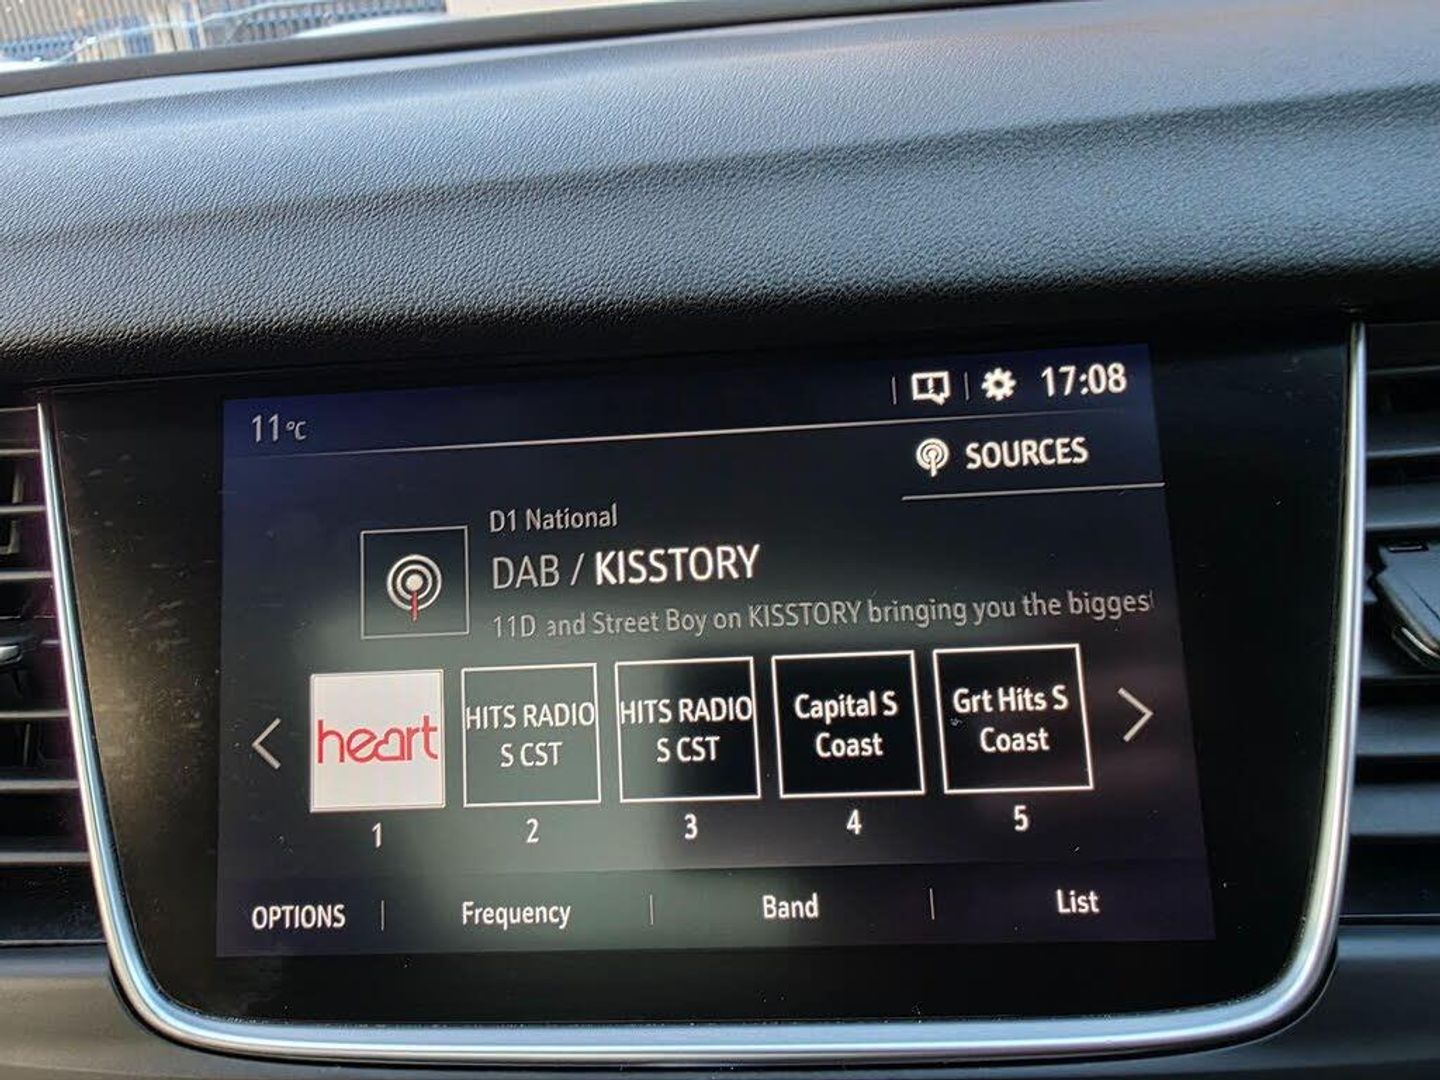 11°C
17:08
SOURCES
D1 National
DAB / KISSTORY
11D and Street Boy on KISSTORY bringing you the bigges
heart
HITS RADIO
S CST
HITS RADIO
S CST
Capital S
Coast
Grt Hits S
Coast
1
2
3
4
5
OPTIONS
Frequency
Band
List